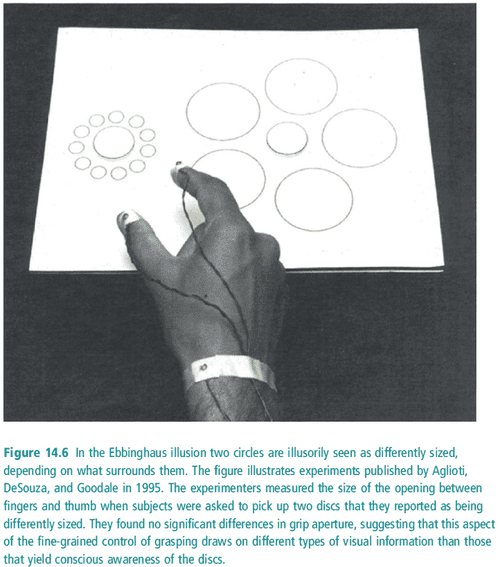 Figure 14.6 In the Ebbinghaus illusion two circles are illusorily seen as differently sized,
depending on what surrounds them. The figure illustrates experiments published by Aglioti,
DeSouza, and Goodale in 1995. The experimenters measured the size of the opening between
fingers and thumb when subjects were asked to pick up two discs that they reported as being
differently sized. They found no significant differences in grip aperture, suggesting that this aspect
of the fine-grained control of grasping draws on different types of visual information than those
that yield conscious awareness of the discs.